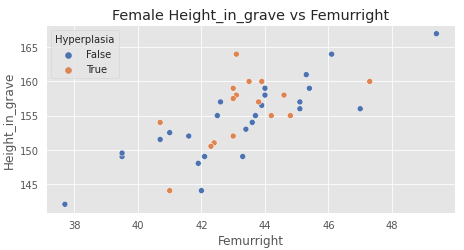 Female Height_in_grave vs Femurright
Hyperplasia
False
True
Height_in_grave
165
160
155
150
145
38 40 42 44 46 48
Femurright